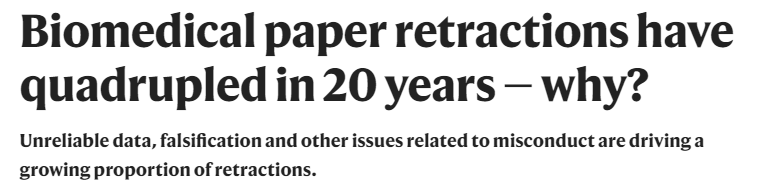 Biomedical paper retractions have
quadrupled in 20 years — why?
Unreliable data, falsification and other issues related to misconduct are driving a
growing proportion of retractions.